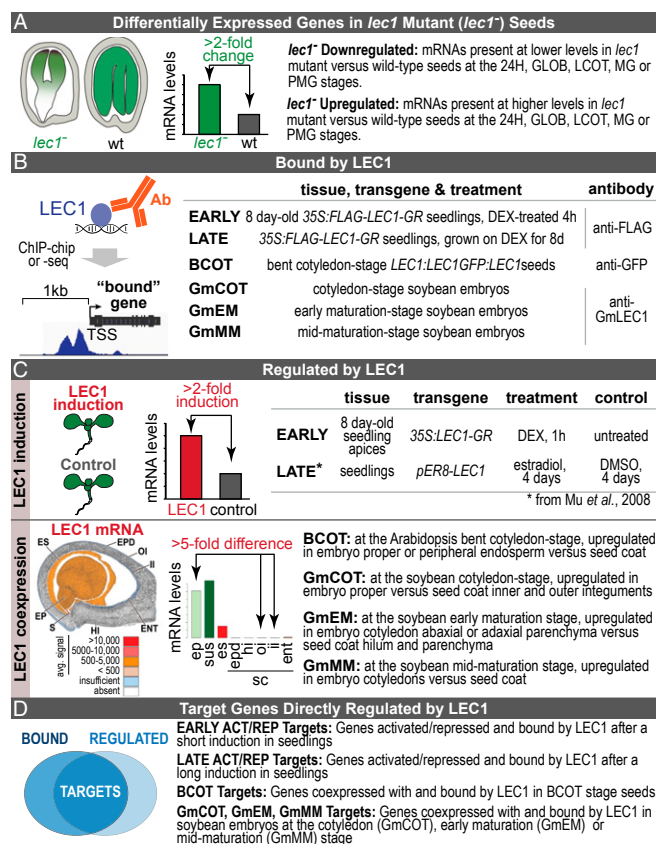 A Differentially Expressed Genes in lec1 Mutant (lec1-) Seeds
>2-fold
change
mRNA levels
lec1- wt
lec1- wt
lec1- Downregulated: mRNAs present at lower levels in lec1
mutant versus wild-type seeds at the 24H, GLOB, LCOT, MG or
PMG stages.
lec1- Upregulated: mRNAs present at higher levels in lec1
mutant versus wild-type seeds at the 24H, GLOB, LCOT, MG or
PMG stages.
B Bound by LEC1
LEC1
Ab
ChIP-chip
or -seq
1kb
“bound”
gene
TSS
tissue, transgene & treatment antibody
EARLY 8 day-old 35S:FLAG-LEC1-GR seedlings, DEX-treated 4h
LATE 35S:FLAG-LEC1-GR seedlings, grown on DEX for 8d
anti-FLAG
BCOT bent cotyledon-stage LEC1:LEC1GFP:LEC1seeds anti-GFP
GmCOT cotyledon-stage soybean embryos
GmEM early maturation-stage soybean embryos
GmMM mid-maturation-stage soybean embryos
anti-
GmLEC1
C Regulated by LEC1
LEC1 induction
LEC1
induction
Control
>2-fold
induction
mRNA levels
LEC1 control
tissue transgene treatment control
EARLY 8 day-old seedling apices 35S:LEC1-GR DEX, 1h untreated
LATE* seedlings pER8-LEC1 estradiol, 4 days DMSO, 4 days
* from Mu et al., 2008
LEC1 coexpression
LEC1 mRNA
ES
EPD
OI
II
EP
S
HI
ENT
avg. signal
>10,000
5000-10,000
500-5,000
< 500
insufficient
absent
>5-fold difference
mRNA levels
ep
sus
es
epd
hi
oi
ii
ent
sc
BCOT: at the Arabidopsis bent cotyledon-stage, upregulated
in embryo proper or peripheral endosperm versus seed coat
GmCOT: at the soybean cotyledon-stage, upregulated in
embryo proper versus seed coat inner and outer integuments
GmEM: at the soybean early maturation stage, upregulated
in embryo cotyledon abaxial or adaxial parenchyma versus
seed coat hilum and parenchyma
GmMM: at the soybean mid-maturation stage, upregulated
in embryo cotyledons versus seed coat
D Target Genes Directly Regulated by LEC1
BOUND REGULATED
TARGETS
EARLY ACT/REP Targets: Genes activated/repressed and bound by LEC1 after a
short induction in seedlings
LATE ACT/REP Targets: Genes activated/repressed and bound by LEC1 after a
long induction in seedlings
BCOT Targets: Genes coexpressed with and bound by LEC1 in BCOT stage seeds
GmCOT, GmEM, GmMM Targets: Genes coexpressed with and bound by LEC1 in
soybean embryos at the cotyledon (GmCOT), early maturation (GmEM) or
mid-maturation (GmMM) stage